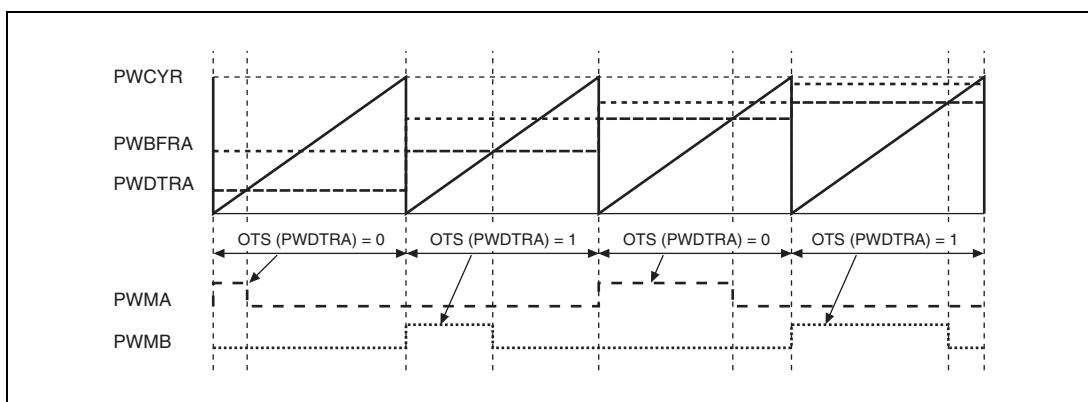 PWCYR
PWBFRA
PWDTRA
OTS (PWDTRA) = 0
OTS (PWDTRA) = 1
OTS (PWDTRA) = 0
OTS (PWDTRA) = 1
PWMA
PWMB